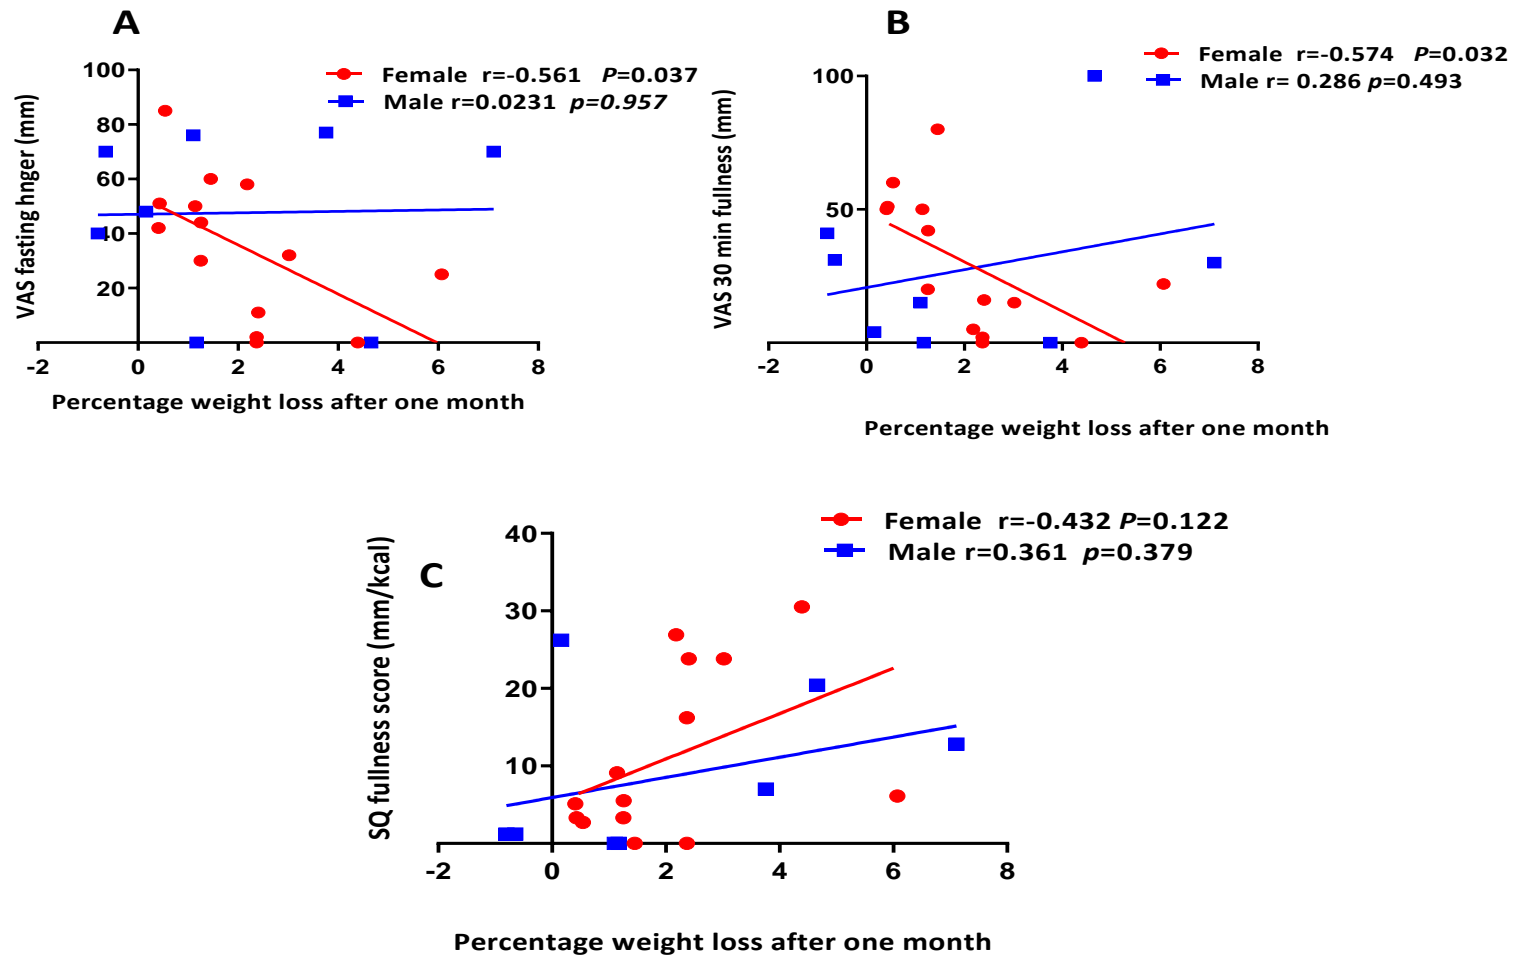 A
Female r=-0.561 P=0.037
Male r=0.0231 p=0.957
VAS fasting hnger (mm)
100
80
60
40
20
-2 0 2 4 6 8
Percentage weight loss after one month
B
Female r=-0.574 P=0.032
Male r= 0.286 p=0.493
VAS 30 min fullness (mm)
100
50
-2 0 2 4 6 8
Percentage weight loss after one month
C
Female r=-0.432 P=0.122
Male r=0.361 p=0.379
SQ fullness score (mm/kcal)
40
30
20
10
-2 0 2 4 6 8
Percentage weight loss after one month